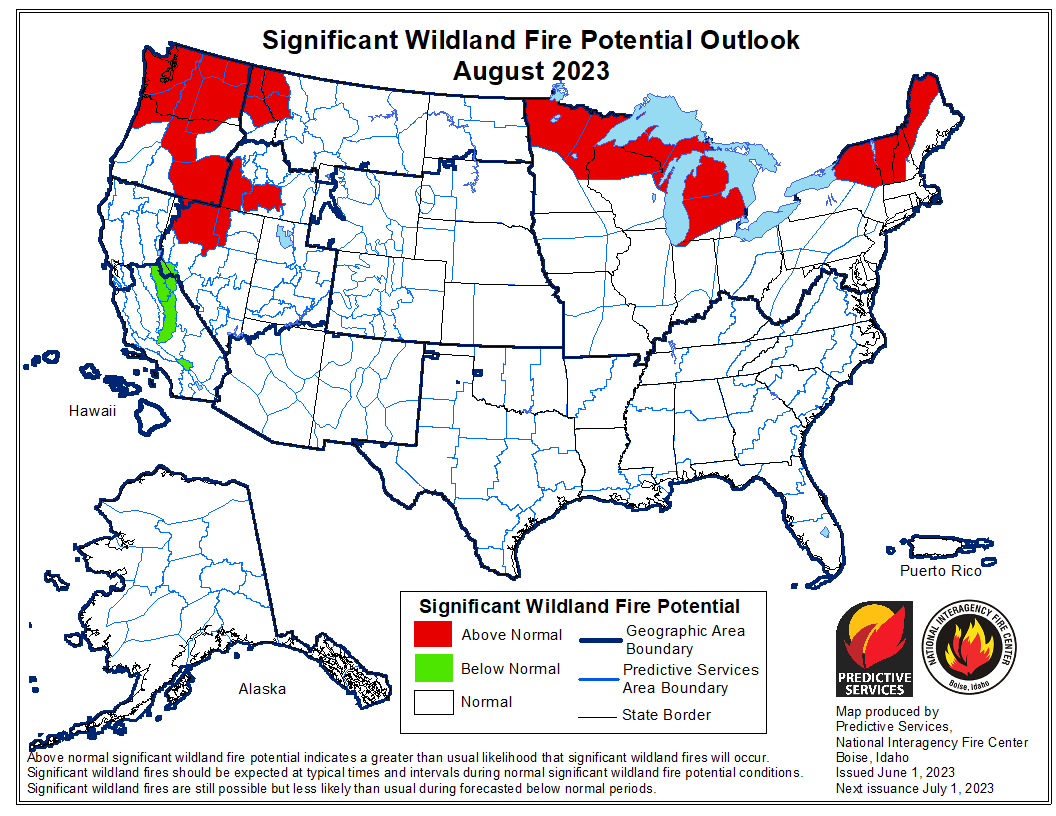 Significant Wildland Fire Potential Outlook
August 2023
Hawaii
Alaska
Puerto Rico
Significant Wildland Fire Potential
Above Normal
Below Normal
Normal
Geographic Area
Boundary
Predictive Services
Area Boundary
State Border
PREDICTIVE
SERVICES
NATIONAL INTERAGENCY FIRE CENTER
Boise, Idaho
Map produced by
Predictive Services,
National Interagency Fire Center
Boise, Idaho
Issued June 1, 2023
Next issuance July 1, 2023
Above normal significant wildland fire potential indicates a greater than usual likelihood that significant wildland fires will occur.
Significant wildland fires should be expected at typical times and intervals during normal significant wildland fire potential conditions.
Significant wildland fires are still possible but less likely than usual during forecasted below normal periods.